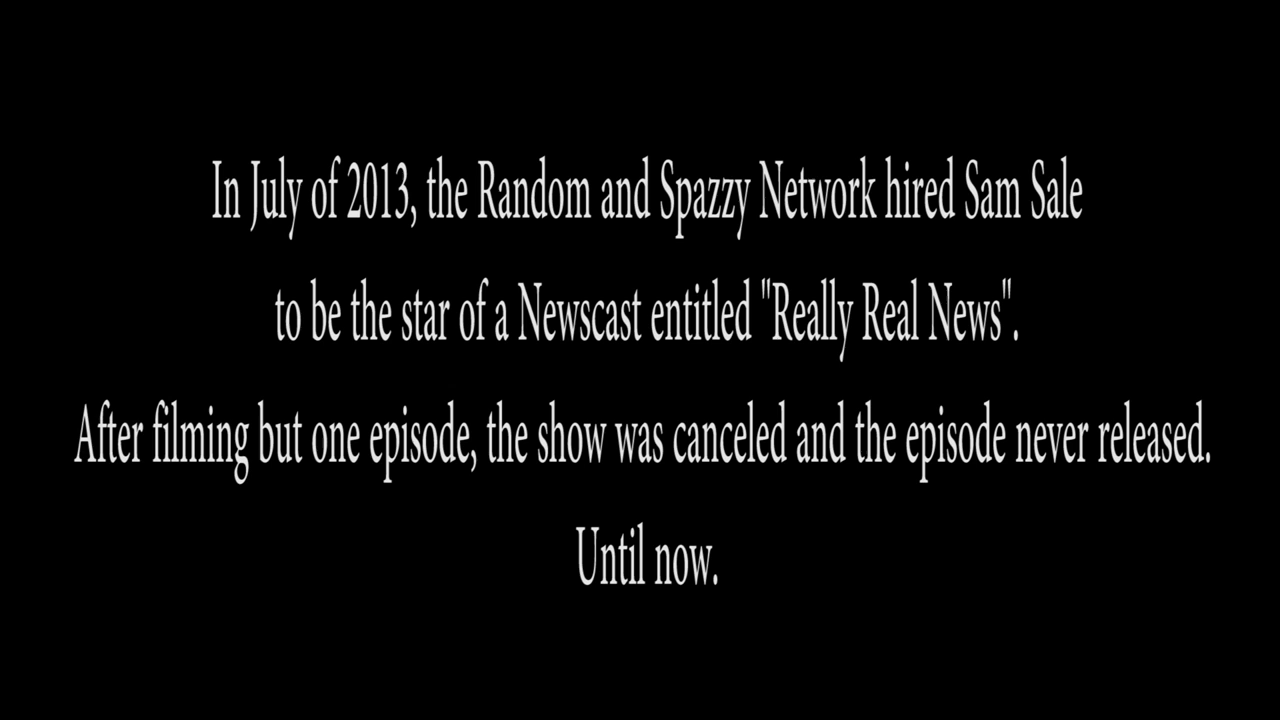 In July of 2013, the Random and Spazzy Network hired Sam Sale
to be the star of a Newscast entitled "Really Real News".
After filming but one episode, the show was canceled and the episode never released.
Until now.